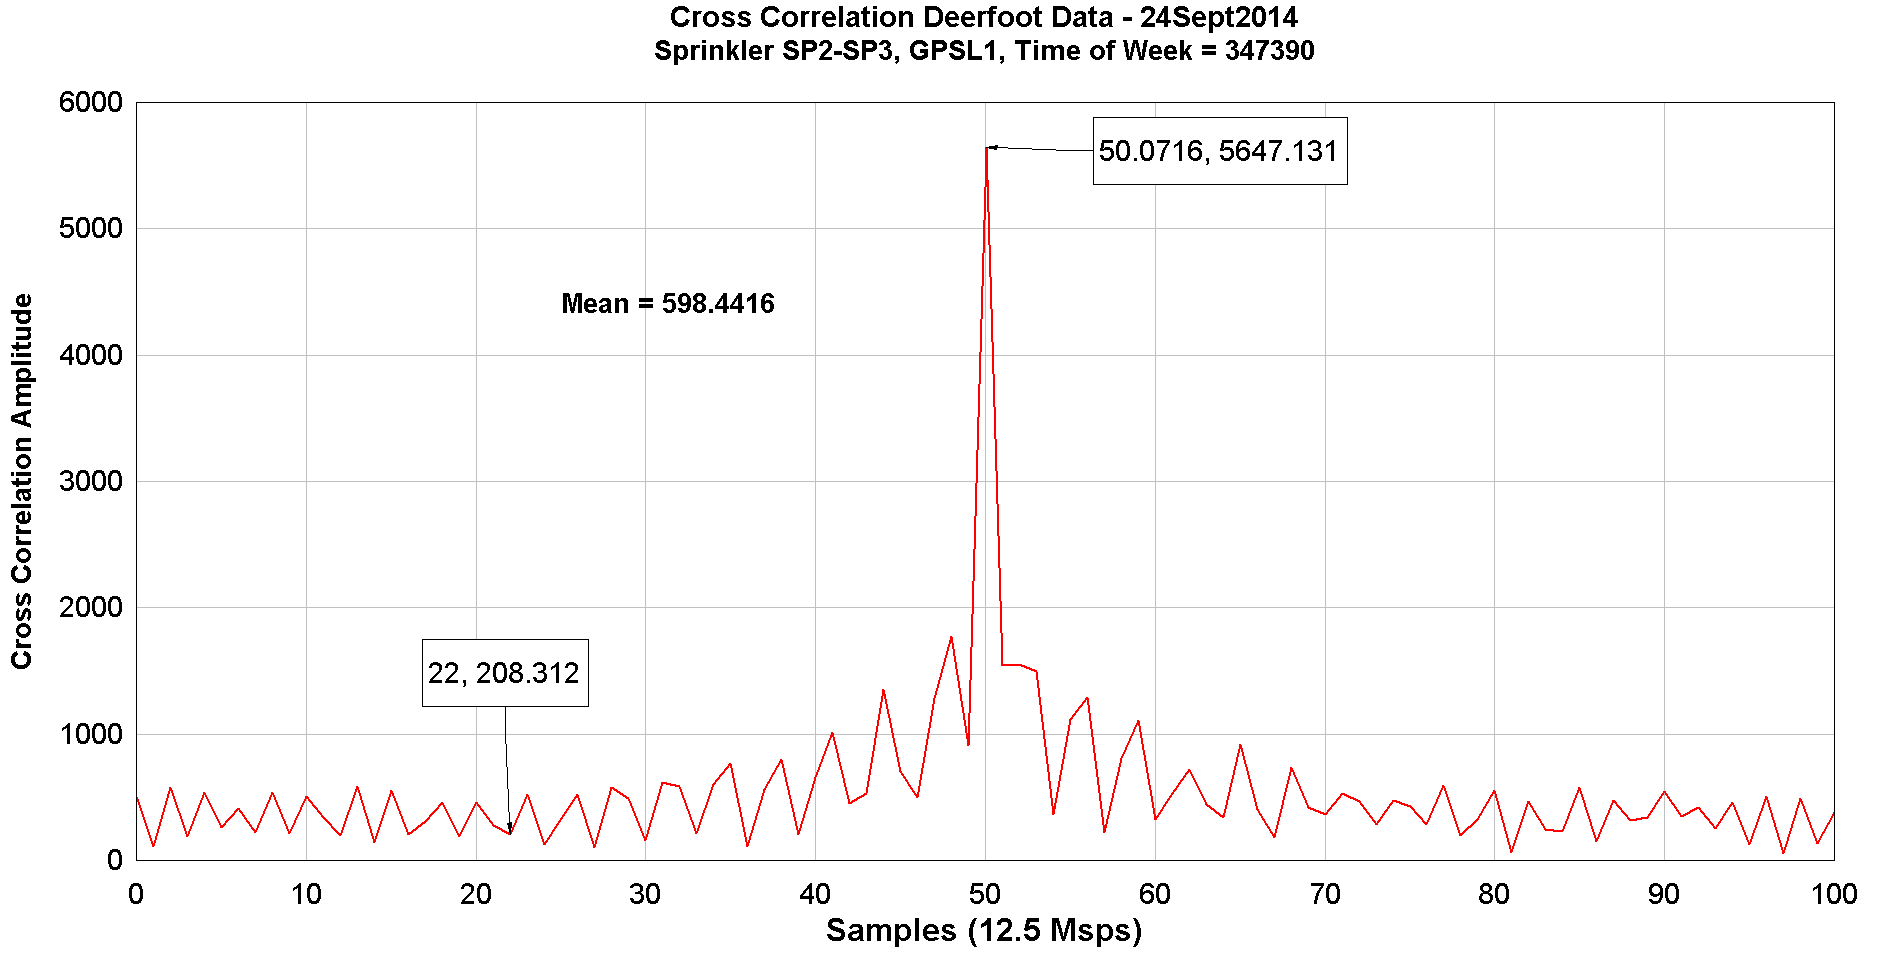 Cross Correlation Deerfoot Data - 24Sept2014
Sprinkler SP2-SP3, GPSL1, Time of Week = 347390
6000
50.0716, 5647.131
5000
Mean = 598.4416
4000
Cross Correlation Amplitude
3000
2000
22, 208.312
1000
0
0 10 20 30 40 50 60 70 80 90 100
Samples (12.5 Msps)